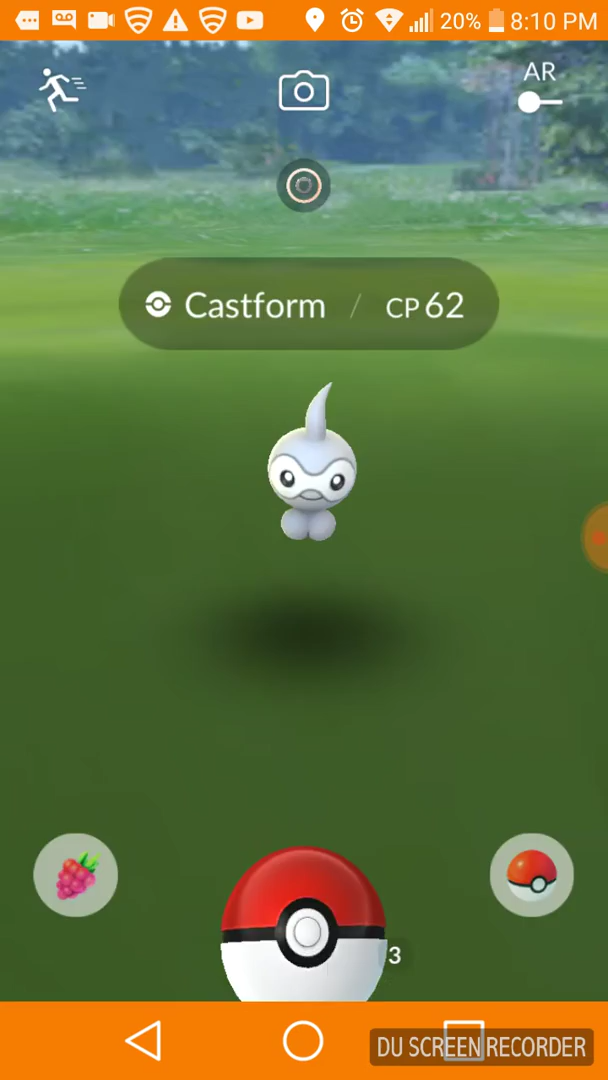 20% 8:10 PM
AR
Castform / CP 62
3
DU SCREEN RECORDER